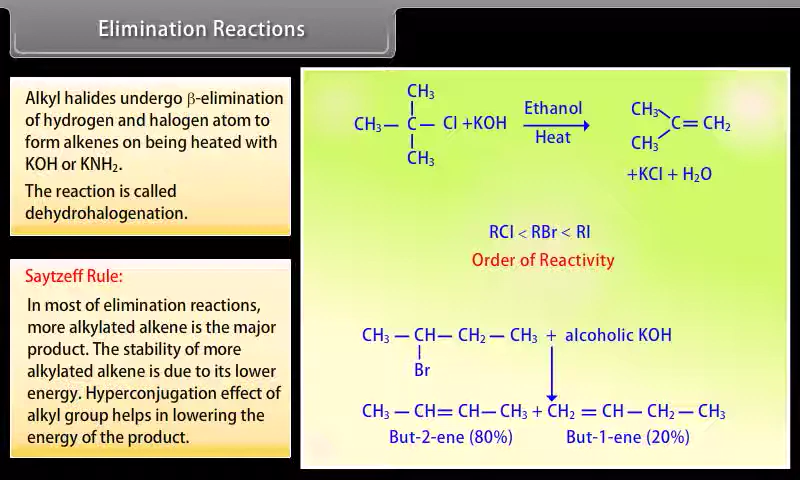 Elimination Reactions
Alkyl halides undergo β-elimination
of hydrogen and halogen atom to
form alkenes on being heated with
KOH or KNH₂.
The reaction is called
dehydrohalogenation.
Saytzeff Rule:
In most of elimination reactions,
more alkylated alkene is the major
product. The stability of more
alkylated alkene is due to its lower
energy. Hyperconjugation effect of
alkyl group helps in lowering the
energy of the product.
CH₃
CH₃— C — Cl +KOH
CH₃
Ethanol
Heat
CH₃
C=CH₂
CH₃
+KCl + H₂O
RCl < RBr < RI
Order of Reactivity
CH₃ — CH— CH₂ — CH₃ + alcoholic KOH
Br
CH₃ — CH=CH— CH₃ + CH₂ =CH— CH₂— CH₃
But-2-ene (80%) But-1-ene (20%)